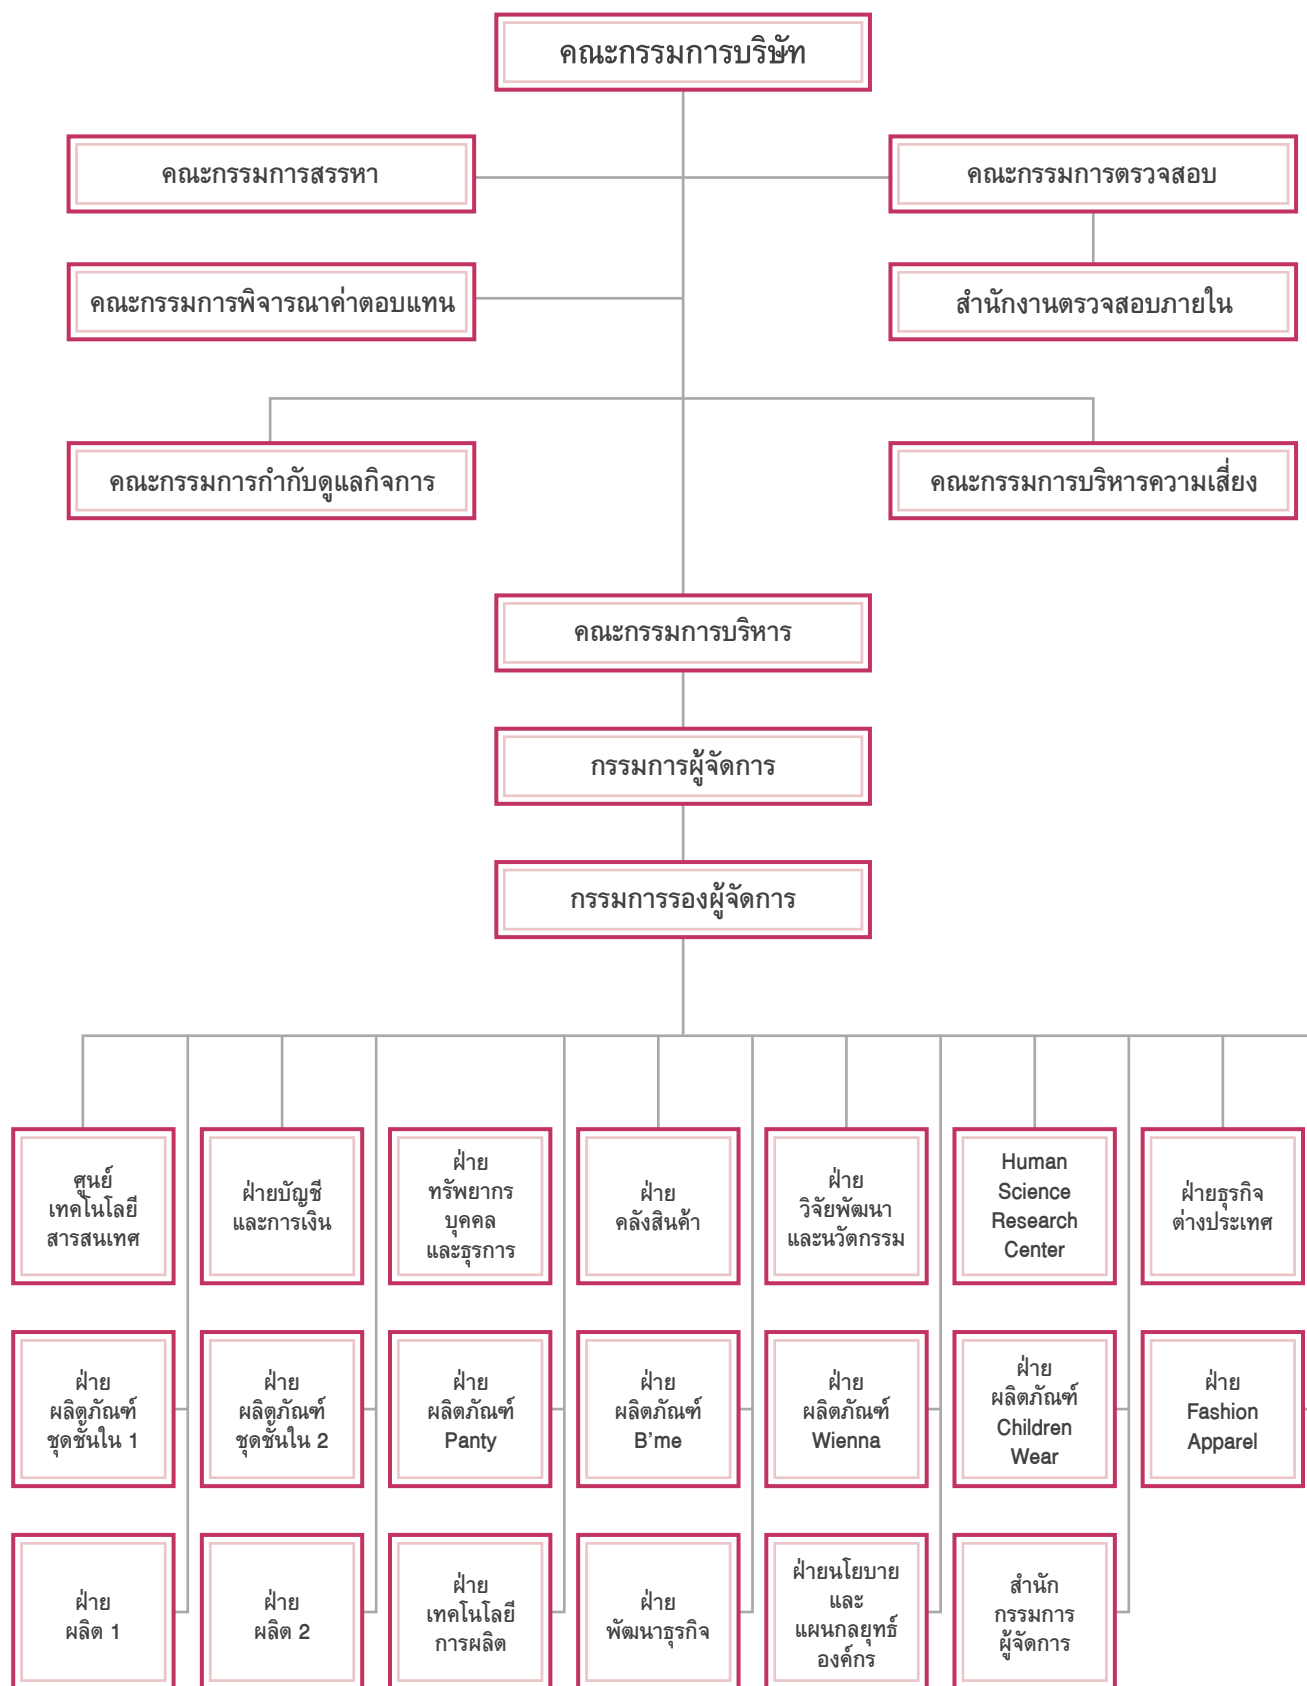 คณะกรรมการบริษัท
คณะกรรมการสรรหา
คณะกรรมการตรวจสอบ
คณะกรรมการพิจารณาค่าตอบแทน
สำนักงานตรวจสอบภายใน
คณะกรรมการกำกับดูแลกิจการ
คณะกรรมการบริหารความเสี่ยง
คณะกรรมการบริหาร
กรรมการผู้จัดการ
กรรมการรองผู้จัดการ
ศูนย์
เทคโนโลยี
สารสนเทศ
ฝ่ายบัญชี
และการเงิน
ฝ่าย
ทรัพยากร
บุคคล
และธุรการ
ฝ่าย
คลังสินค้า
ฝ่าย
วิจัยพัฒนา
และนวัตกรรม
Human
Science
Research
Center
ฝ่ายธุรกิจ
ต่างประเทศ
ฝ่าย
ผลิตภัณฑ์
ชุดชั้นใน 1
ฝ่าย
ผลิตภัณฑ์
ชุดชั้นใน 2
ฝ่าย
ผลิตภัณฑ์
Panty
ฝ่าย
ผลิตภัณฑ์
B’me
ฝ่าย
ผลิตภัณฑ์
Wienna
ฝ่าย
ผลิตภัณฑ์
Children
Wear
ฝ่าย
Fashion
Apparel
ฝ่าย
ผลิต 1
ฝ่าย
ผลิต 2
ฝ่าย
เทคโนโลยี
การผลิต
ฝ่าย
พัฒนาธุรกิจ
ฝ่ายนโยบาย
และ
แผนกลยุทธ์
องค์กร
สำนัก
กรรมการ
ผู้จัดการ